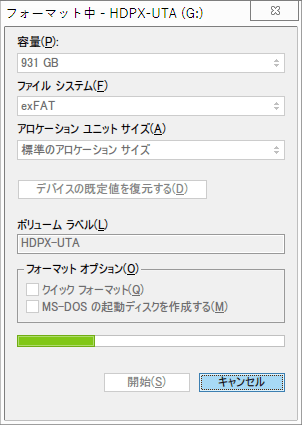 フォーマット中 - HDPX-UTA (G:)
容量(P):
931 GB
ファイル システム(F)
exFAT
アロケーション ユニット サイズ(A)
標準のアロケーション サイズ
デバイスの既定値を復元する(D)
ボリューム ラベル(L)
HDPX-UTA
フォーマット オプション(O)
クイック フォーマット(Q)
MS-DOS の起動ディスクを作成する(M)
開始(S)
キャンセル